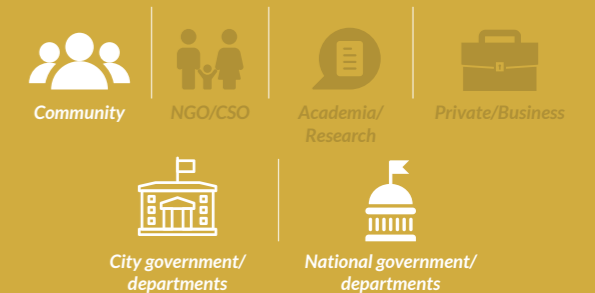 Community
NGO/CSO
Academia/
Research
Private/Business
City government/
departments
National government/
departments